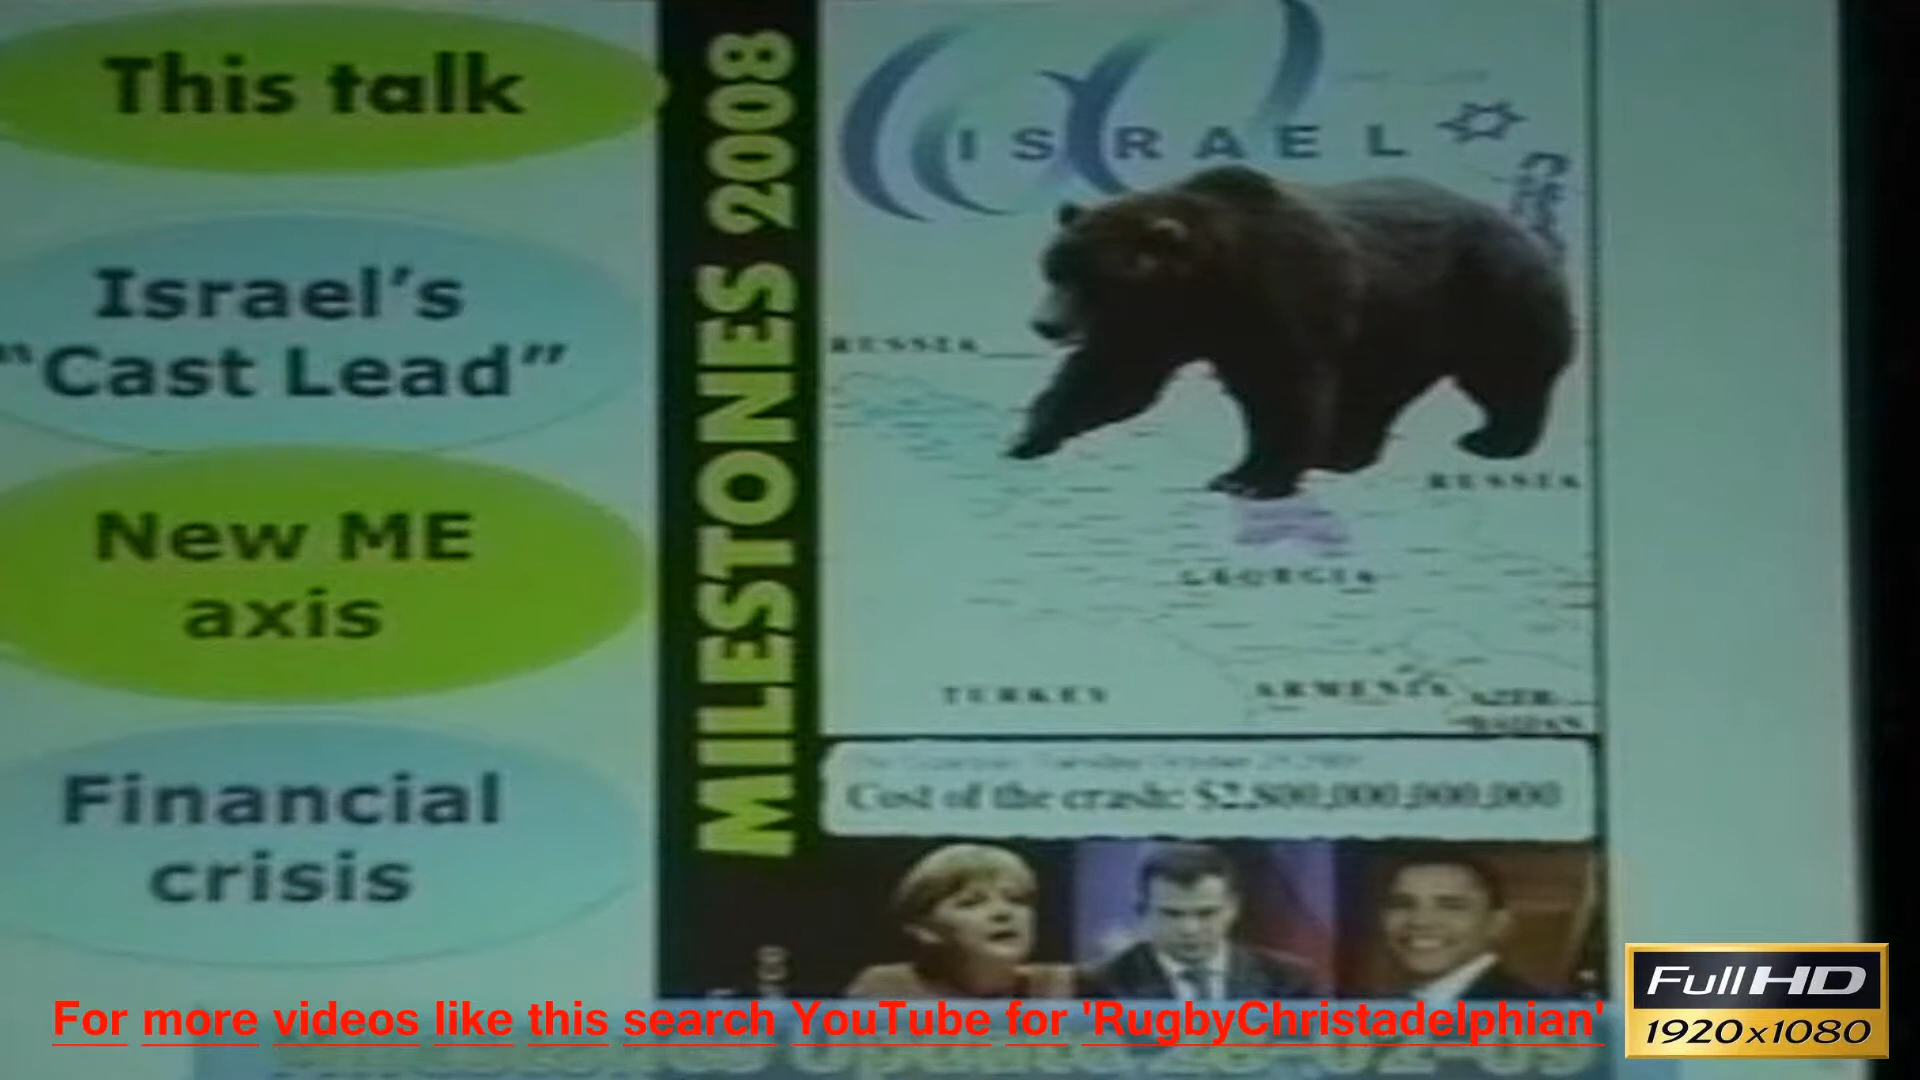 This talk
Israel's
"Cast Lead"
New ME
axis
Financial
crisis
MILESTONES 2008
ISRAEL
RUSSIA
RUSSIA
GEORGIA
TURKEY
ARMENIA
AZER
BAIJAN
Cost of the crash: $2,800,000,000,000
For more videos like this search YouTube for 'RugbyChristadelphian'
Full HD
1920x1080